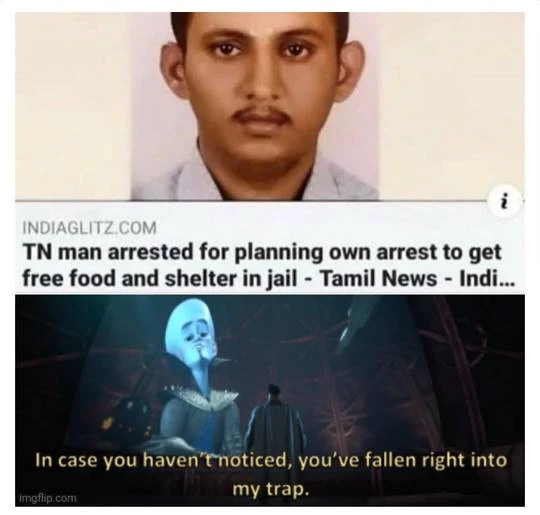 i
INDIAGLITZ.COM
TN man arrested for planning own arrest to get
free food and shelter in jail - Tamil News - Indi...
In case you haven't noticed, you've fallen right into
my trap.
imgflip.com